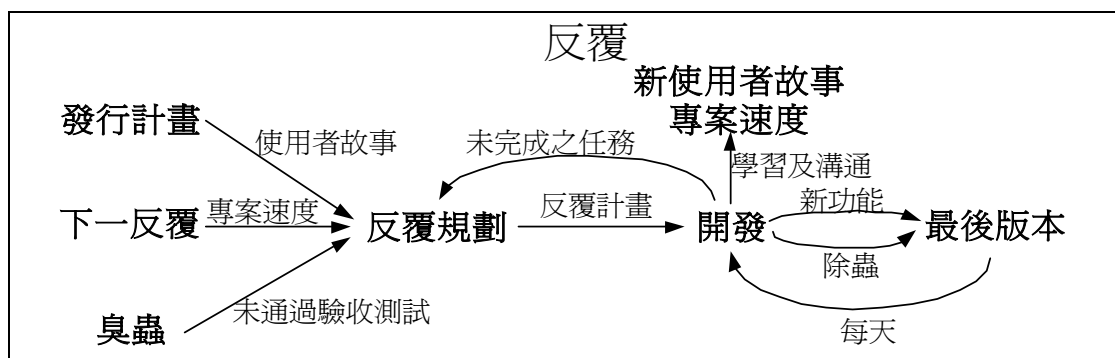 反覆
新使用者故事
專案速度
發行計畫
使用者故事
未完成之任務
學習及溝通
新功能
下一反覆
專案速度
反覆規劃
反覆計畫
開發
最後版本
除蟲
臭蟲
未通過驗收測試
每天